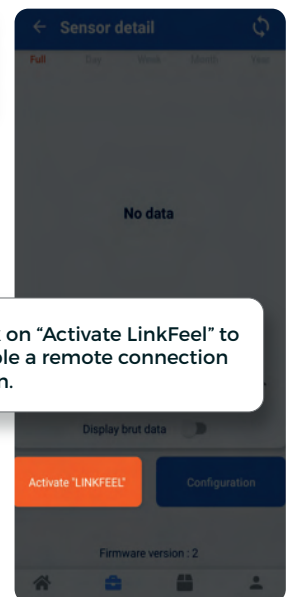 Sensor detail
Full Day Week Month Year
No data
on "Activate LinkFeel" to
a remote connection
Display brut data
Activate "LINKFEEL" Configuration
Firmware version : 2